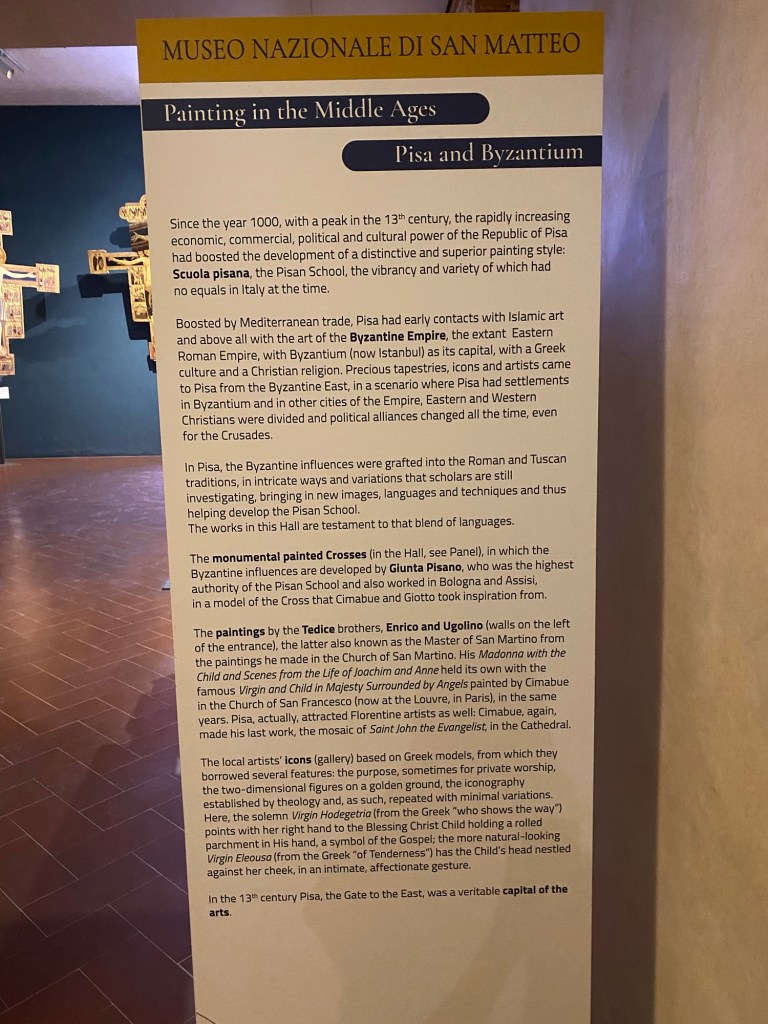 MUSEO NAZIONALE DI SAN MATTEO
Painting in the Middle Ages
Pisa and Byzantium
Since the year 1000, with a peak in the 13th century, the rapidly increasing
economic, commercial, political and cultural power of the Republic of Pisa
had boosted the development of a distinctive and superior painting style:
Scuola pisana, the Pisan School, the vibrancy and variety of which had
no equals in Italy at the time.
Boosted by Mediterranean trade, Pisa had early contacts with Islamic art
and above all with the art of the Byzantine Empire, the extant Eastern
Roman Empire, with Byzantium (now Istanbul) as its capital, with a Greek
culture and a Christian religion. Precious tapestries, icons and artists came
to Pisa from the Byzantine East, in a scenario where Pisa had settlements
in Byzantium and in other cities of the Empire, Eastern and Western
Christians were divided and political alliances changed all the time, even
for the Crusades.
In Pisa, the Byzantine influences were grafted into the Roman and Tuscan
traditions, in intricate ways and variations that scholars are still
investigating, bringing in new images, languages and techniques and thus
helping develop the Pisan School.
The works in this Hall are testament to that blend of languages.
The monumental painted Crosses (in the Hall, see Panel), in which the
Byzantine influences are developed by Giunta Pisano, who was the highest
authority of the Pisan School and also worked in Bologna and Assisi,
in a model of the Cross that Cimabue and Giotto took inspiration from.
The paintings by the Tedice brothers, Enrico and Ugolino (walls on the left
of the entrance), the latter also known as the Master of San Martino from
the paintings he made in the Church of San Martino. His Madonna with the
Child and Scenes from the Life of Joachim and Anne held its own with the
famous Virgin and Child in Majesty Surrounded by Angels painted by Cimabue
in the Church of San Francesco (now at the Louvre, in Paris), in the same
years. Pisa, actually, attracted Florentine artists as well: Cimabue, again,
made his last work, the mosaic of Saint John the Evangelist, in the Cathedral.
The local artists' icons (gallery) based on Greek models, from which they
borrowed several features: the purpose, sometimes for private worship,
the two-dimensional figures on a golden ground, the iconography
established by theology and, as such, repeated with minimal variations.
Here, the solemn Virgin Hodegetria (from the Greek “who shows the way”)
points with her right hand to the Blessing Christ Child holding a rolled
parchment in His hand, a symbol of the Gospel; the more natural-looking
Virgin Eleousa (from the Greek “of Tenderness”) has the Child's head nestled
against her cheek, in an intimate, affectionate gesture.
In the 13th century Pisa, the Gate to the East, was a veritable capital of the
arts.